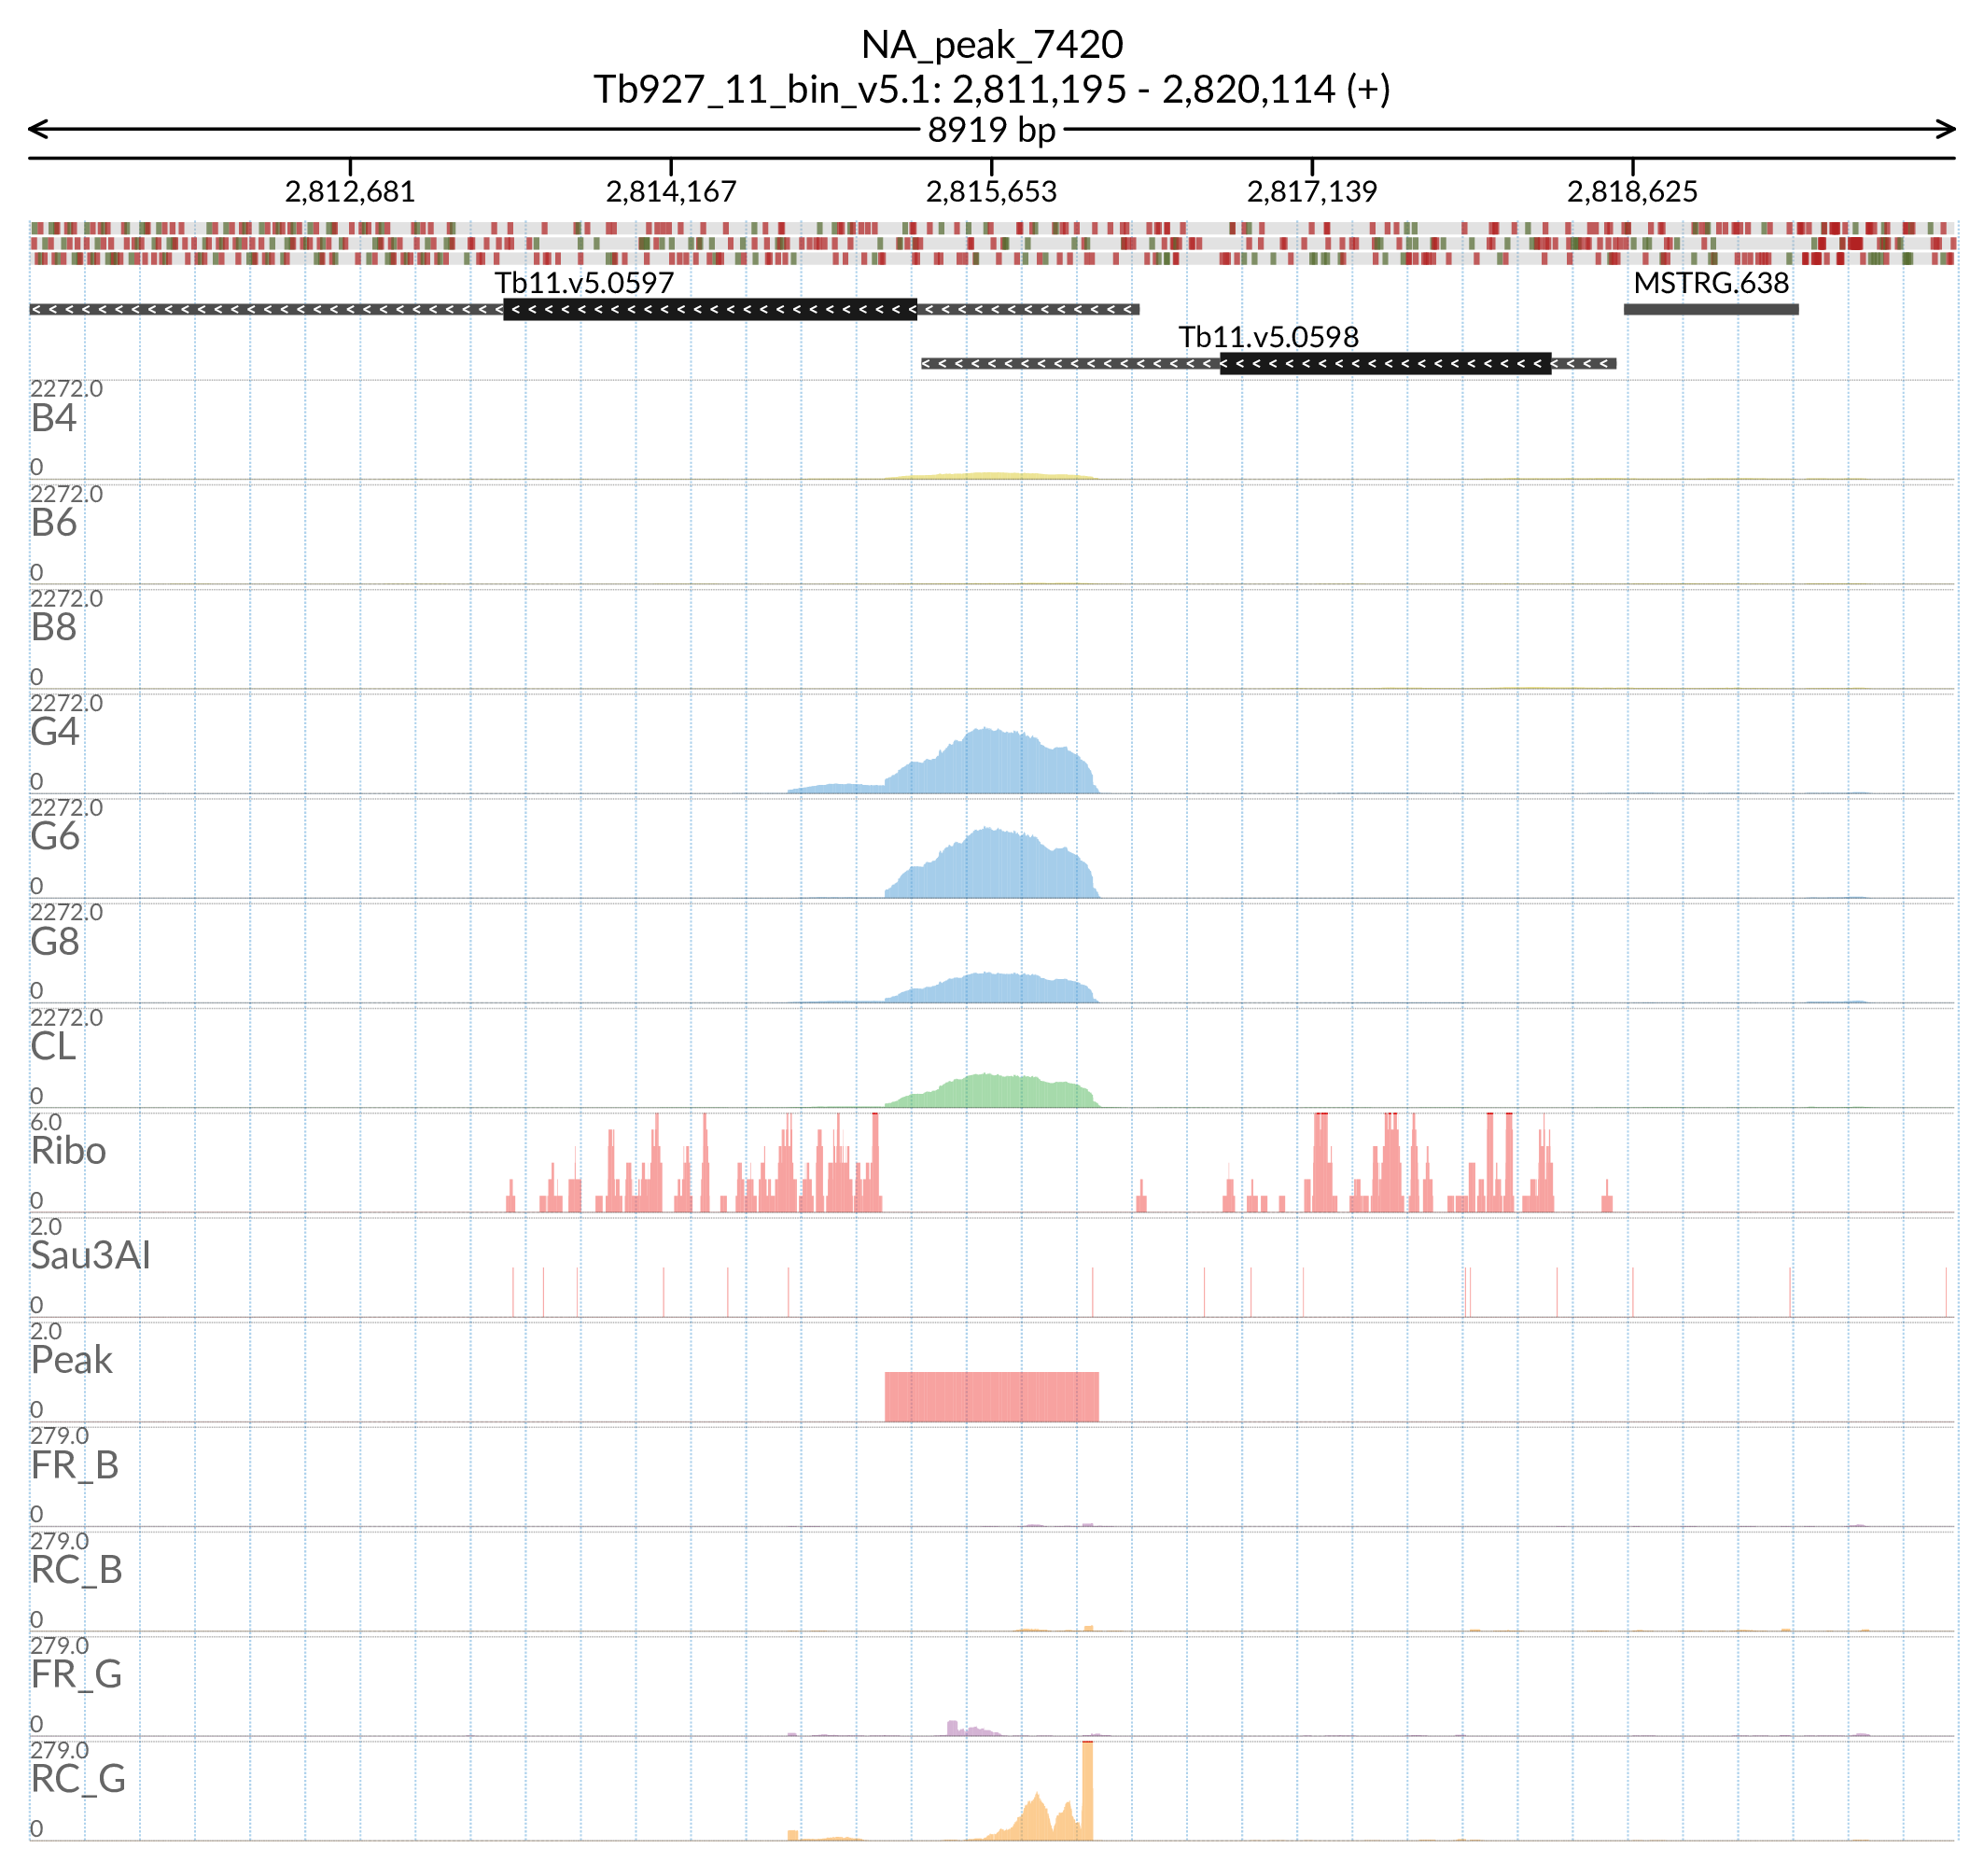 NA_peak_7420
Tb927_11_bin_v5.1: 2,811,195 - 2,820,114 (+)
8919 bp
2,812,681 2,814,167 2,815,653 2,817,139 2,818,625
Tb11.v5.0597 MSTRG.638
Tb11.v5.0598
2272.0
B4
0
2272.0
B6
0
2272.0
B8
0
2272.0
G4
0
2272.0
G6
0
2272.0
G8
0
2272.0
CL
0
6.0
Ribo
0
2.0
Sau3AI
0
2.0
Peak
0
279.0
FR_B
0
279.0
RC_B
0
279.0
FR_G
0
279.0
RC_G
0